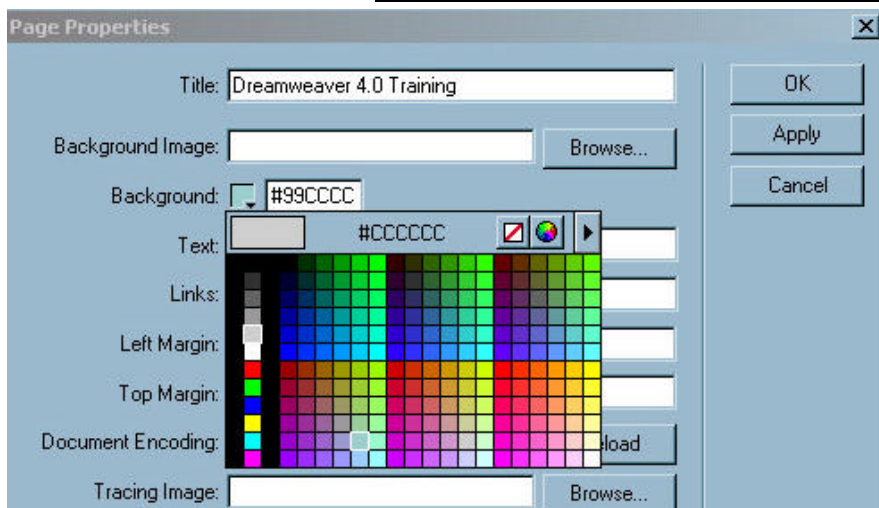 Page Properties
Title: Dreamweaver 4.0 Training
OK
Background Image:
Browse...
Apply
Background: #99CCCC
Cancel
Text:
#CCCCCC
Links:
Left Margin:
Top Margin:
Document Encoding:
load
Tracing Image:
Browse...